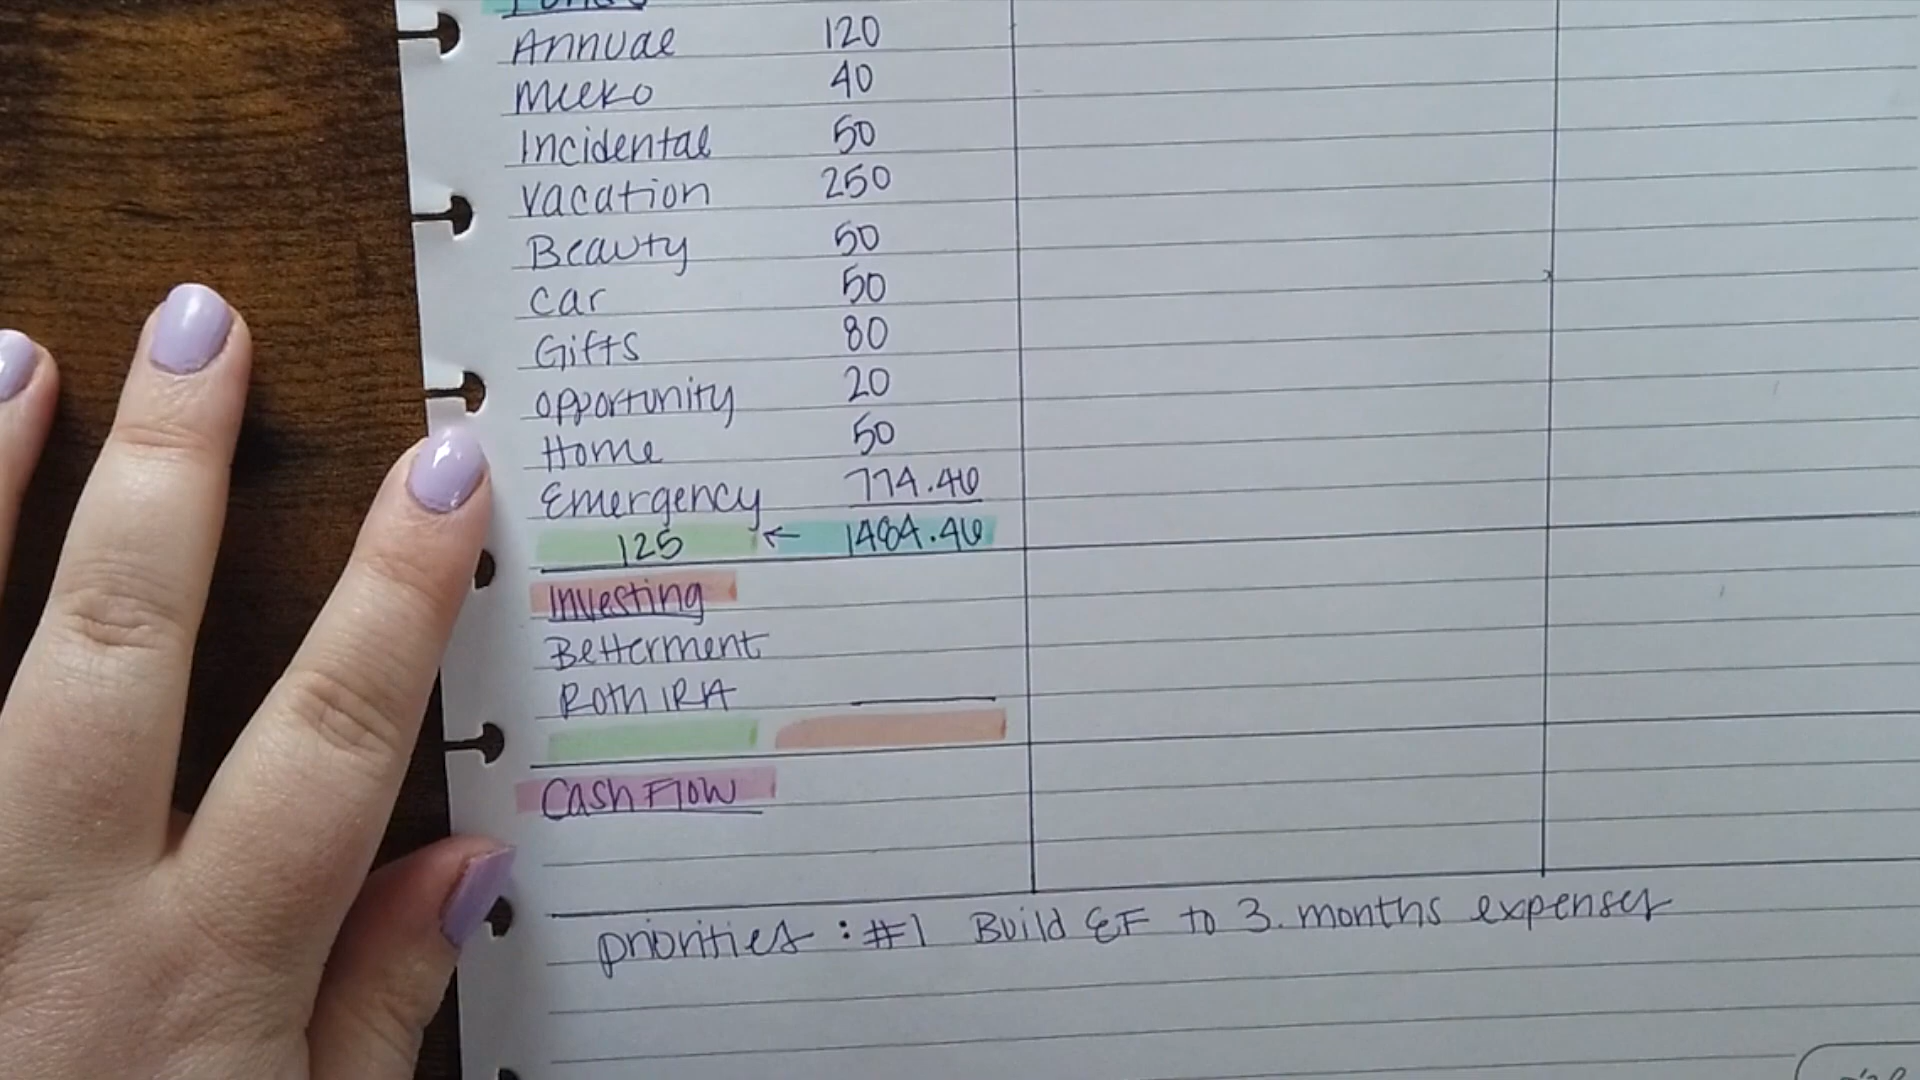 Annual 120
Meeko 40
Incidental 50
Vacation 250
Beauty 50
Car 50
Gifts 80
Opportunity 20
Home 50
Emergency 774.46
125 ← 1484.46
Investing
Betterment
Roth IRA
Cash Flow
priorities : #1 Build EF to 3. months expenses